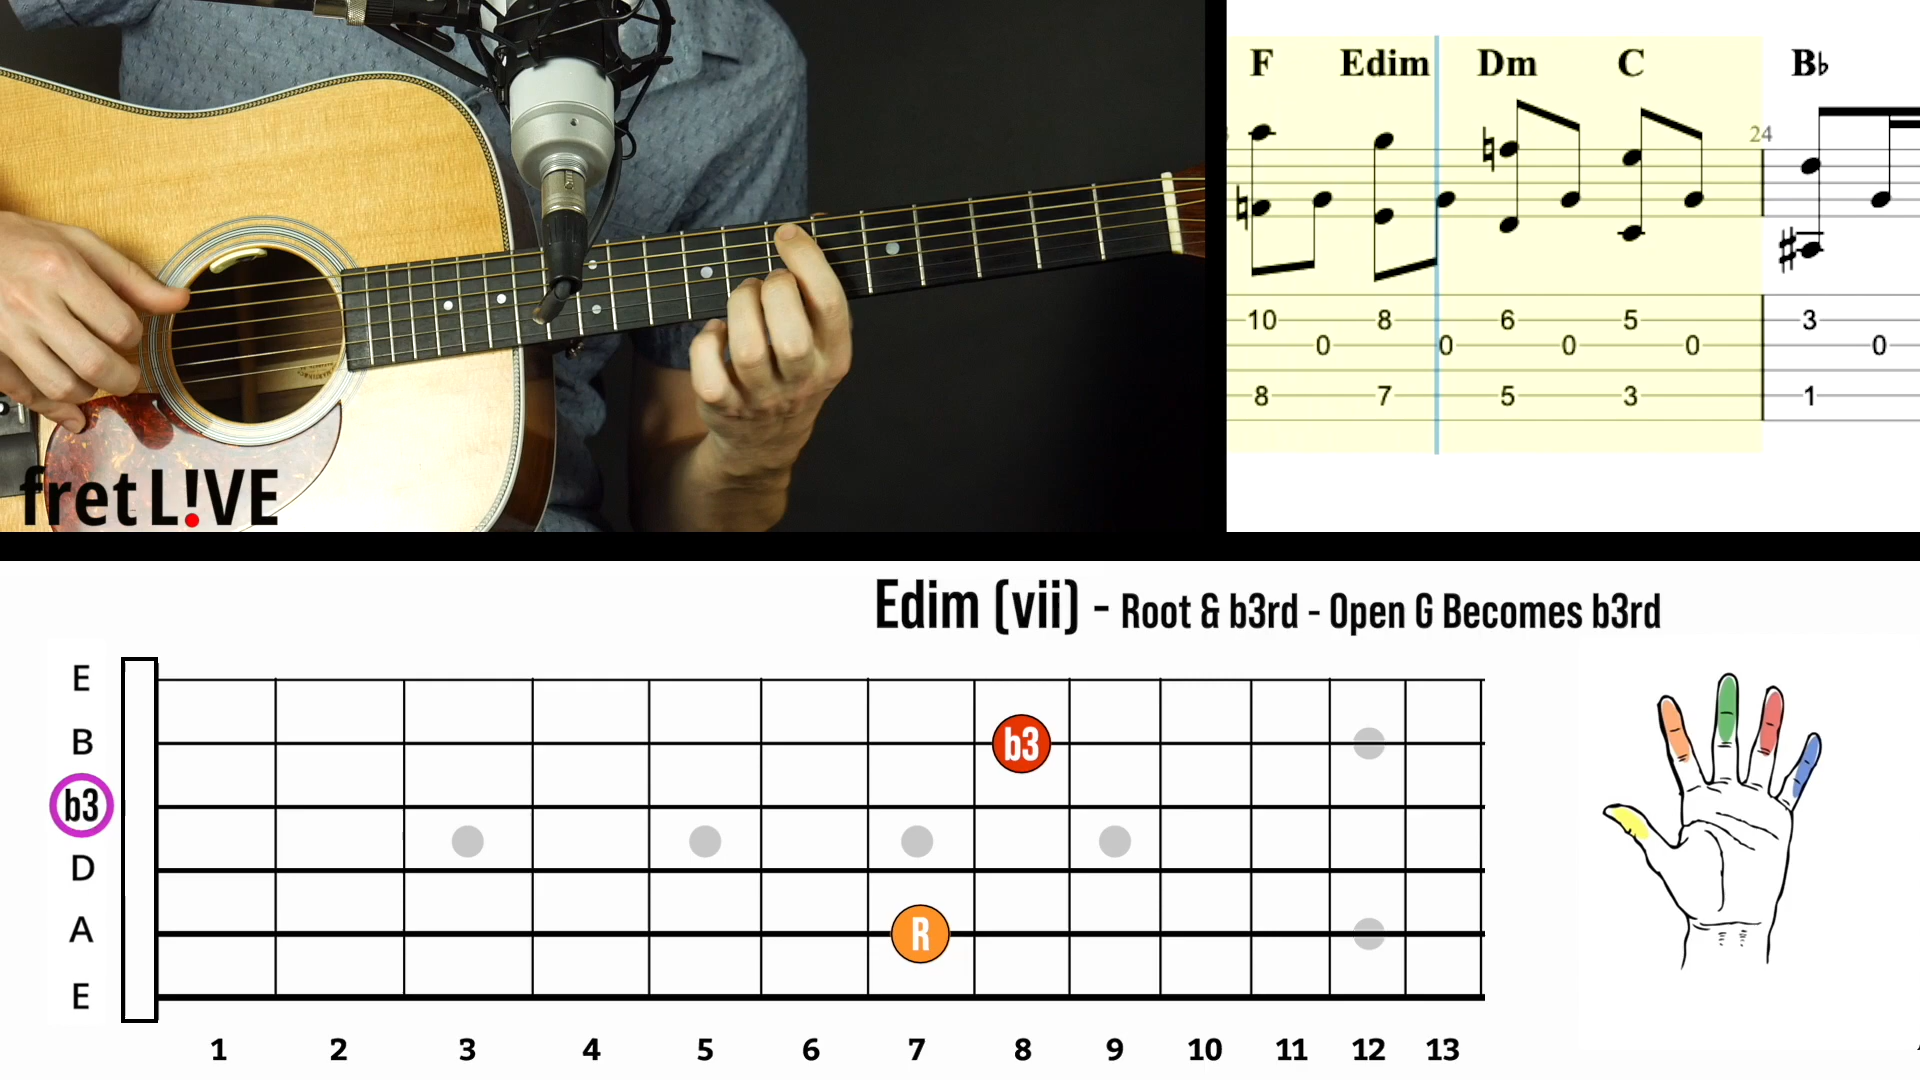 F Edim Dm C B♭
24
10 8 6 5 3
0 0 0 0 0
8 7 5 3 1
fret L!VE
Edim (vii) - Root & b3rd - Open G Becomes b3rd
E
B b3
b3
D
A R
E
1 2 3 4 5 6 7 8 9 10 11 12 13